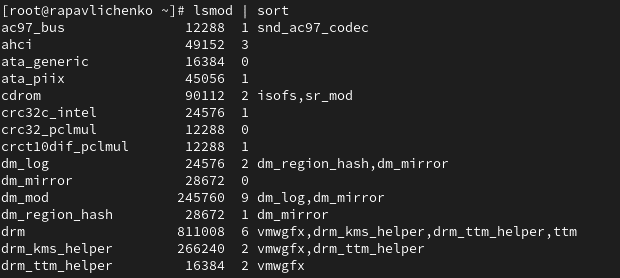 [root@rapavlichenko ~]# lsmod | sort
ac97_bus               12288  1 snd_ac97_codec
ahci                   49152  3
ata_generic            16384  0
ata_piix               45056  1
cdrom                  90112  2 isofs,sr_mod
crc32c_intel           24576  1
crc32_pclmul           12288  0
crct10dif_pclmul       12288  1
dm_log                 24576  2 dm_region_hash,dm_mirror
dm_mirror              28672  0
dm_mod                245760  9 dm_log,dm_mirror
dm_region_hash         28672  1 dm_mirror
drm                   811008  6 vmwgfx,drm_kms_helper,drm_ttm_helper,ttm
drm_kms_helper        266240  2 vmwgfx,drm_ttm_helper
drm_ttm_helper         16384  2 vmwgfx